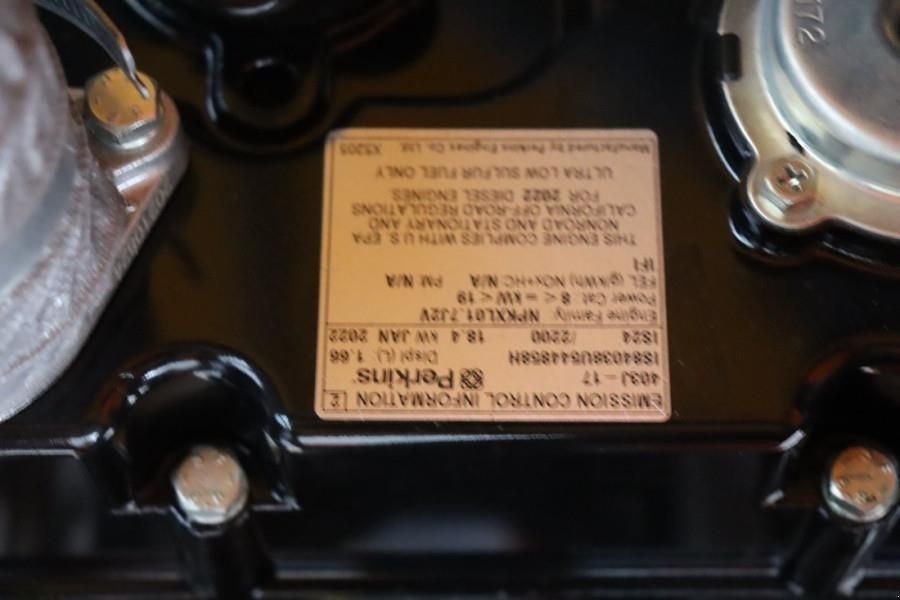 EMISSION CONTROL INFORMATION 2
403J-17 Perkins
IS84038U544858H Displ (L): 1.66
IS24 /2200 18.4 kW JAN 2022
Engine Family: NPKXL01.7J2V
Power Cat: 8 < = kW < 19
FEL (g/kWh) NOx+HC:N/A PM:N/A
IFI
THIS ENGINE COMPLIES WITH U.S. EPA
NONROAD AND STATIONARY AND
CALIFORNIA OFF-ROAD REGULATIONS
FOR 2022 DIESEL ENGINES.
ULTRA LOW SULFUR FUEL ONLY
Manufactured by Perkins Engines Co. Ltd. X5205